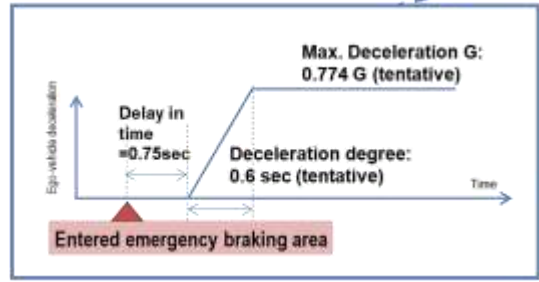 Max. Deceleration G:
0.774 G (tentative)
Delay in
time
=0.75sec
Ego-vehicle deceleration
Deceleration degree:
0.6 sec (tentative)
Time
Entered emergency braking area